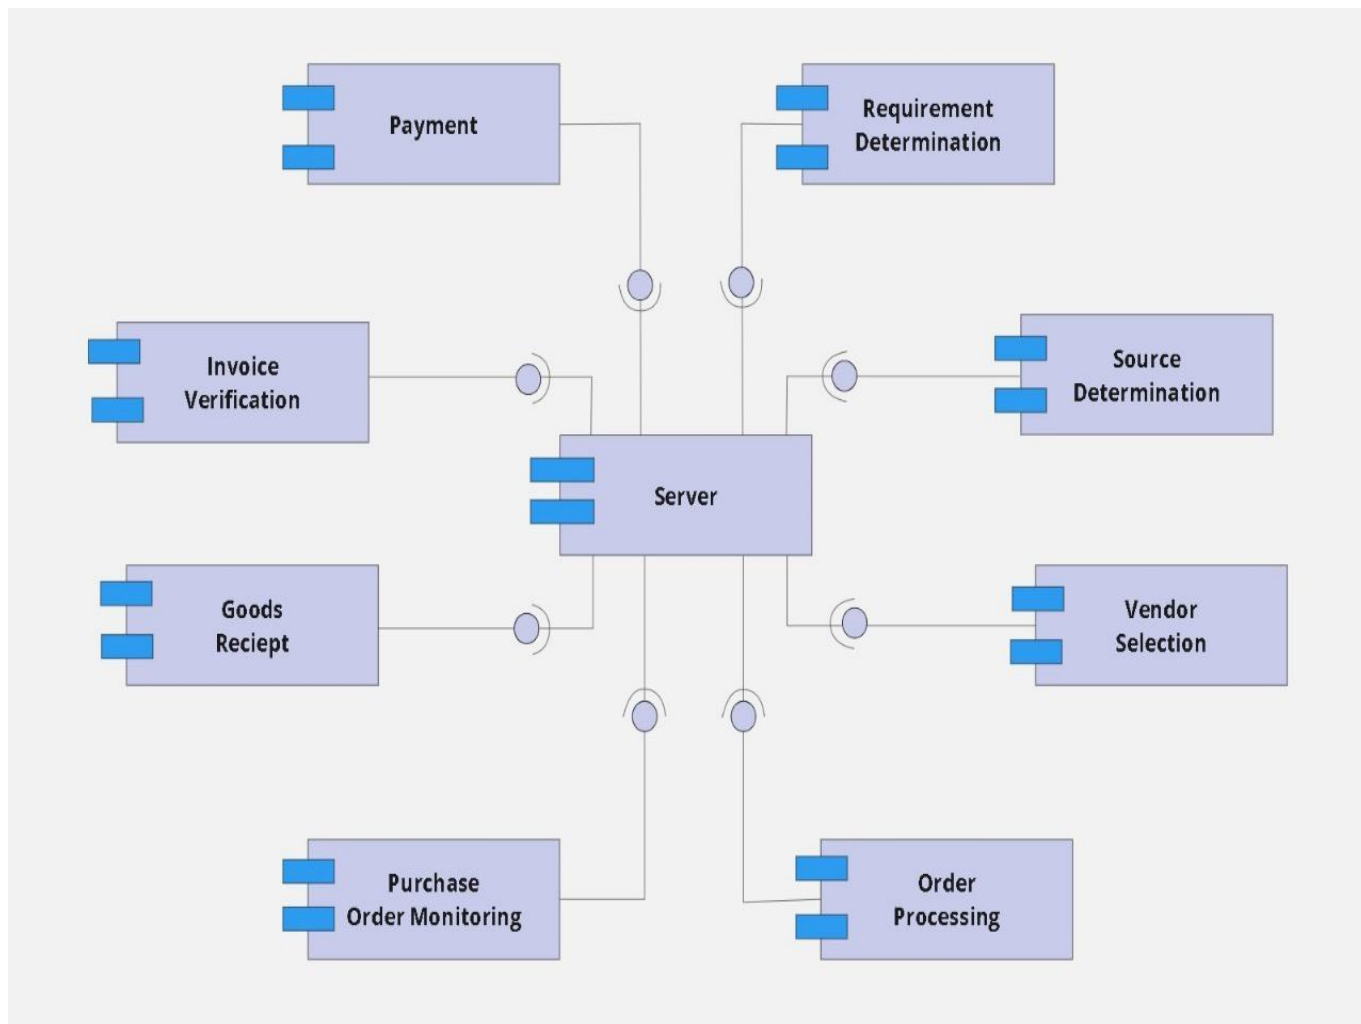 Payment
Requirement
Determination
Invoice
Verification
Source
Determination
Server
Goods
Reciept
Vendor
Selection
Purchase
Order Monitoring
Order
Processing